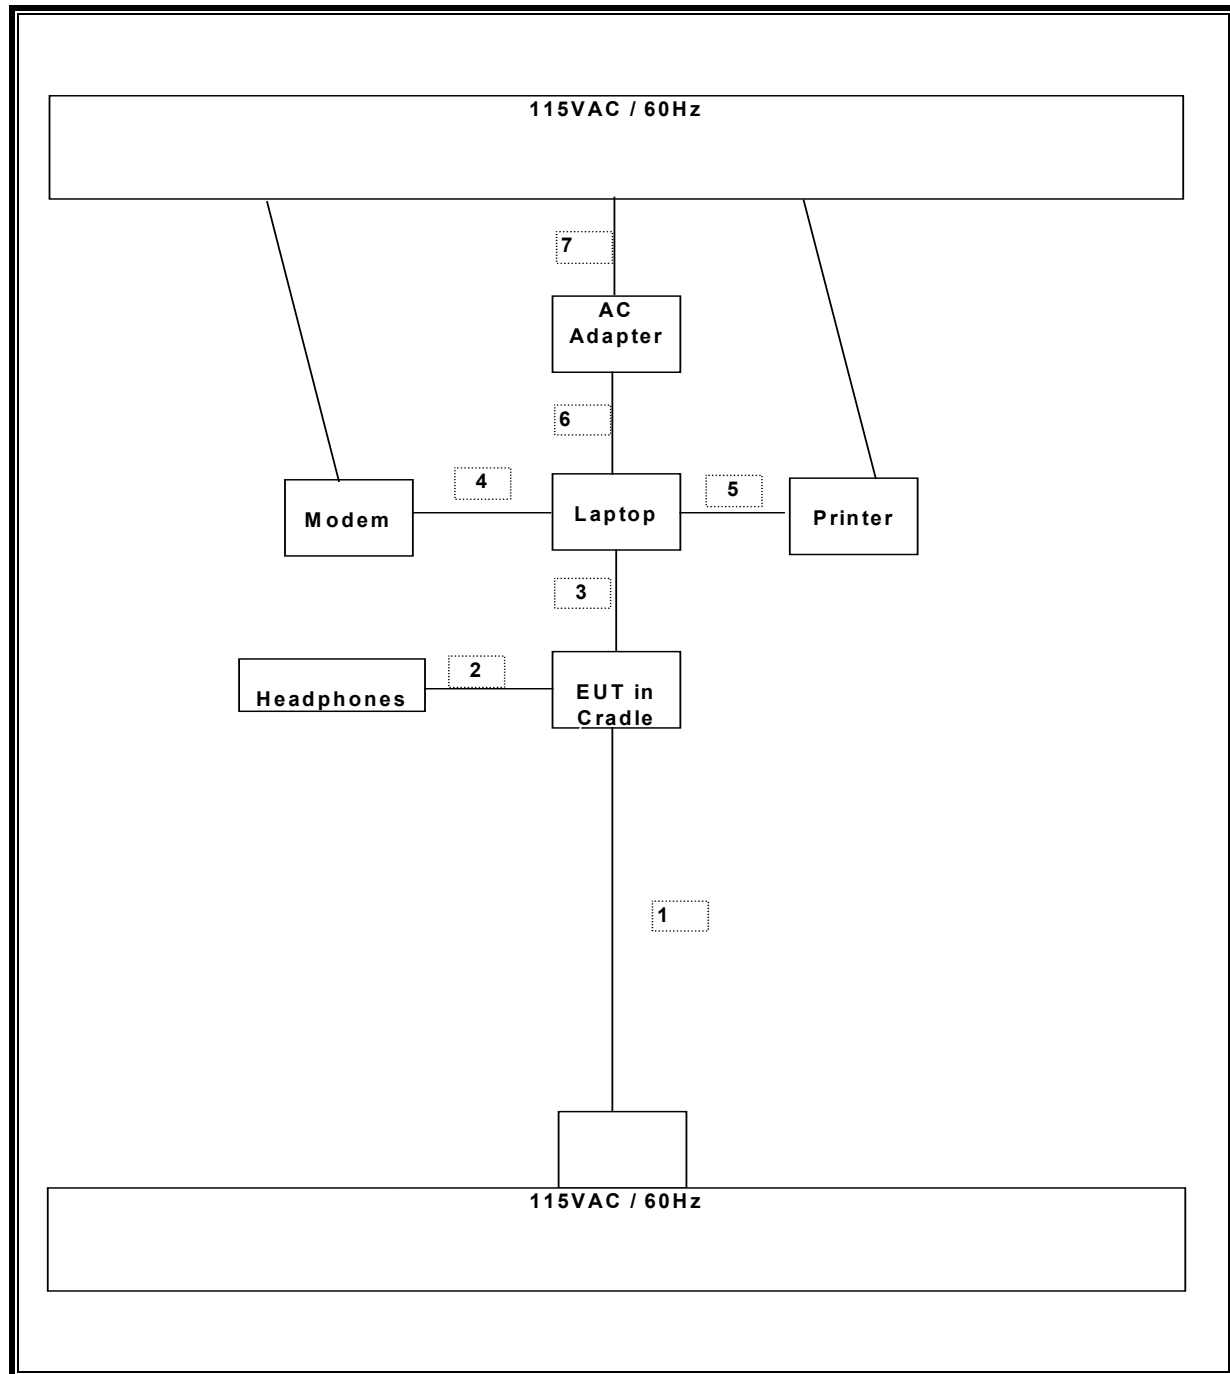 115VAC / 60Hz
7
AC
Adapter
6
4
5
Modem
Laptop
Printer
3
2
Headphones
EUT in
Cradle
1
115VAC / 60Hz